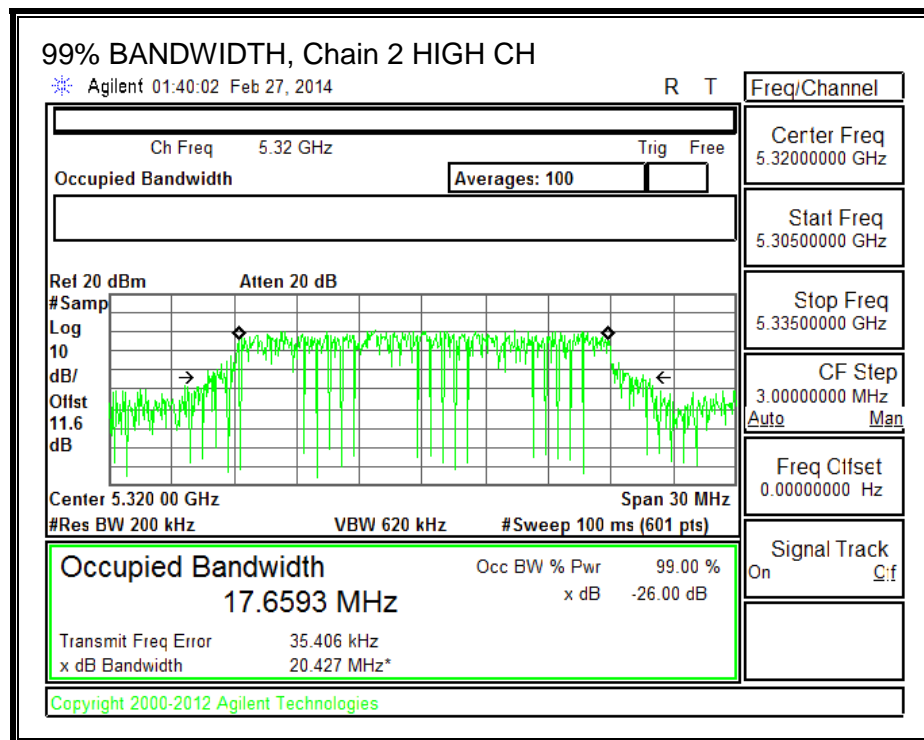 99% BANDWIDTH, Chain 2 HIGH CH
Agilent 01:40:02 Feb 27, 2014 R T
Freq/Channel
Ch Freq 5.32 GHz Trig Free
Occupied Bandwidth Averages: 100
Center Freq
5.32000000 GHz
Start Freq
5.30500000 GHz
Stop Freq
5.33500000 GHz
CF Step
3.00000000 MHz
Auto Man
Freq Offset
0.00000000 Hz
Signal Track
On Off
Ref 20 dBm Atten 20 dB
#Samp
Log
10
dB/
Offst
11.6
dB
Center 5.320 00 GHz Span 30 MHz
#Res BW 200 kHz VBW 620 kHz #Sweep 100 ms (601 pts)
Occupied Bandwidth
17.6593 MHz
Occ BW % Pwr 99.00 %
x dB -26.00 dB
Transmit Freq Error 35.406 kHz
x dB Bandwidth 20.427 MHz*
Copyright 2000-2012 Agilent Technologies